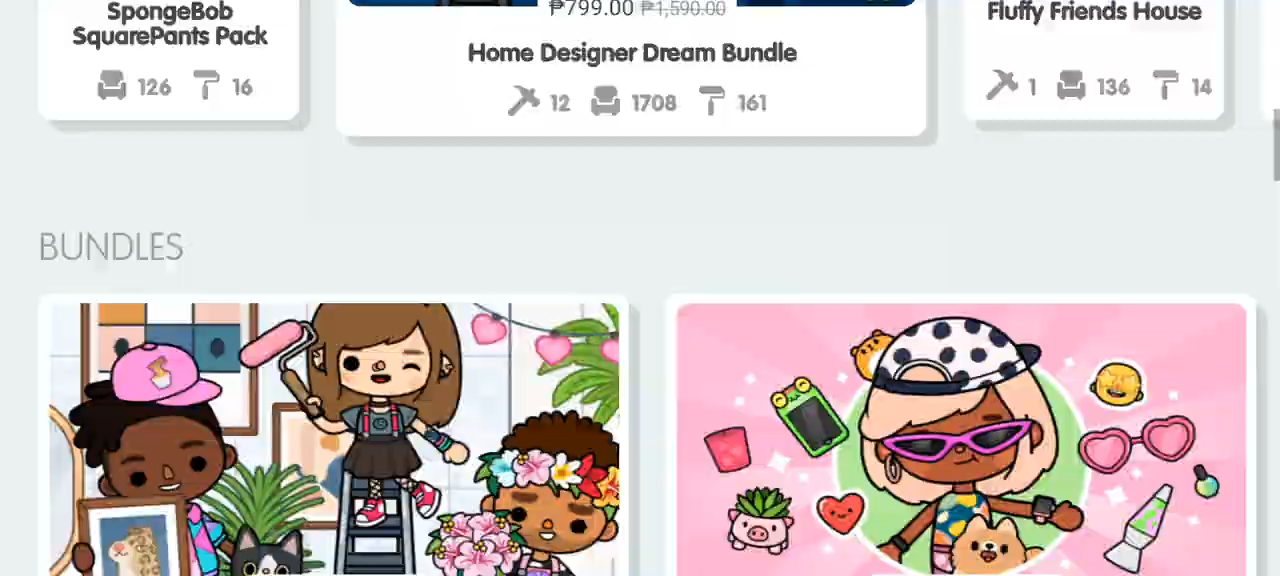 SpongeBob
SquarePants Pack
126 16
₱799.00 ₱1,590.00
Home Designer Dream Bundle
12 1708 161
Fluffy Friends House
1 136 14
BUNDLES